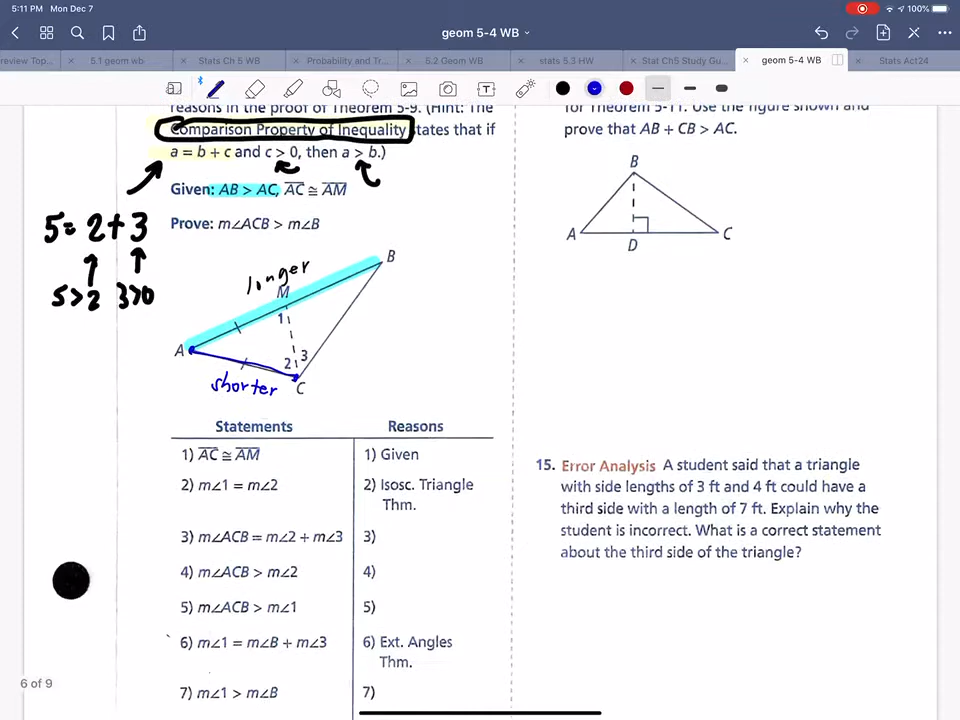 5:11 PM Mon Dec 7
100%
geom 5-4 WB
review Top...
5.1 geom wb
Stats Ch 5 WB
Probability and Tr...
5.2 Geom WB
stats 5.3 HW
Stat Ch5 Study Gu...
geom 5-4 WB
Stats Act24
reasons in the proof of Theorem 5-9. (Hint: The
Comparison Property of Inequality states that if
a = b + c and c > 0, then a > b.)
Given: AB > AC, AC ≅ AM
Prove: m∠ACB > m∠B
5 = 2 + 3
5 > 2 3 > 0
longer
B
M
1
A
2
3
C
shorter
Statements Reasons
1) AC ≅ AM 1) Given
2) m∠1 = m∠2 2) Isosc. Triangle
Thm.
3) m∠ACB = m∠2 + m∠3 3)
4) m∠ACB > m∠2 4)
5) m∠ACB > m∠1 5)
6) m∠1 = m∠B + m∠3 6) Ext. Angles
Thm.
7) m∠1 > m∠B 7)
for Theorem 5-11. Use the figure shown and
prove that AB + CB > AC.
B
A
D
C
15. Error Analysis A student said that a triangle
with side lengths of 3 ft and 4 ft could have a
third side with a length of 7 ft. Explain why the
student is incorrect. What is a correct statement
about the third side of the triangle?
6 of 9